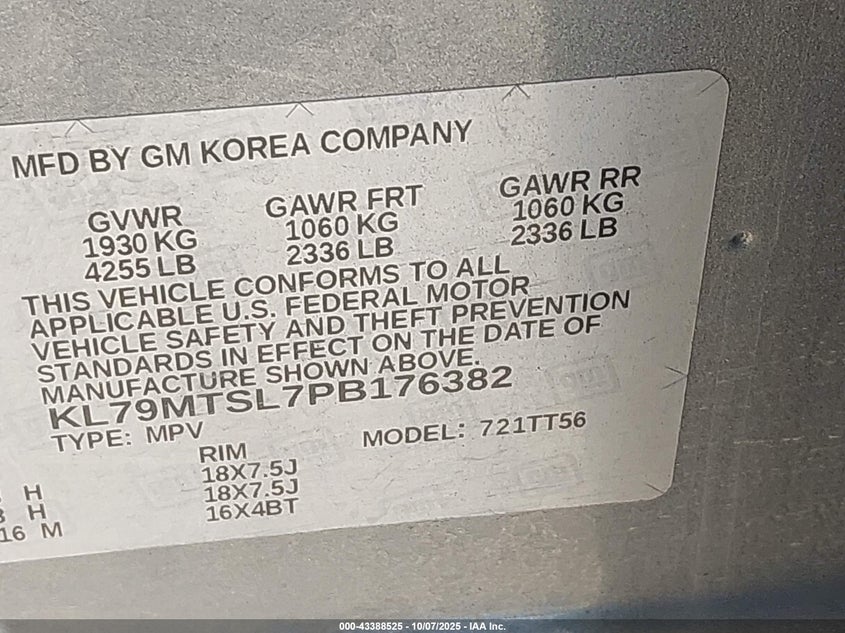 MFD BY GM KOREA COMPANY
GVWR GAWR FRT GAWR RR
1930 KG 1060 KG 1060 KG
4255 LB 2336 LB 2336 LB
THIS VEHICLE CONFORMS TO ALL
APPLICABLE U.S. FEDERAL MOTOR
VEHICLE SAFETY AND THEFT PREVENTION
STANDARDS IN EFFECT ON THE DATE OF
MANUFACTURE SHOWN ABOVE.
KL79MTSL7PB176382
TYPE: MPV MODEL: 721TT56
RIM
H 18X7.5J
H 18X7.5J
16 M 16X4BT
000-43388525 - 10/07/2025 - IAA Inc.